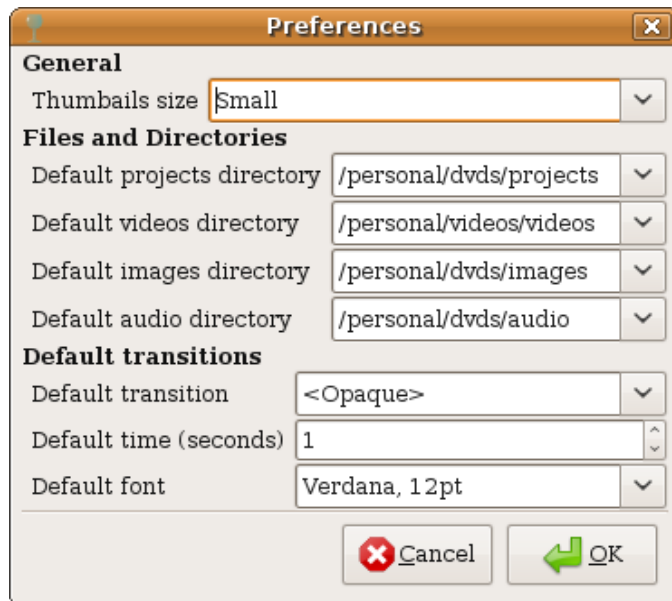 Preferences
General
Thumbails size Small
Files and Directories
Default projects directory /personal/dvds/projects
Default videos directory /personal/videos/videos
Default images directory /personal/dvds/images
Default audio directory /personal/dvds/audio
Default transitions
Default transition <Opaque>
Default time (seconds) 1
Default font Verdana, 12pt
Cancel OK